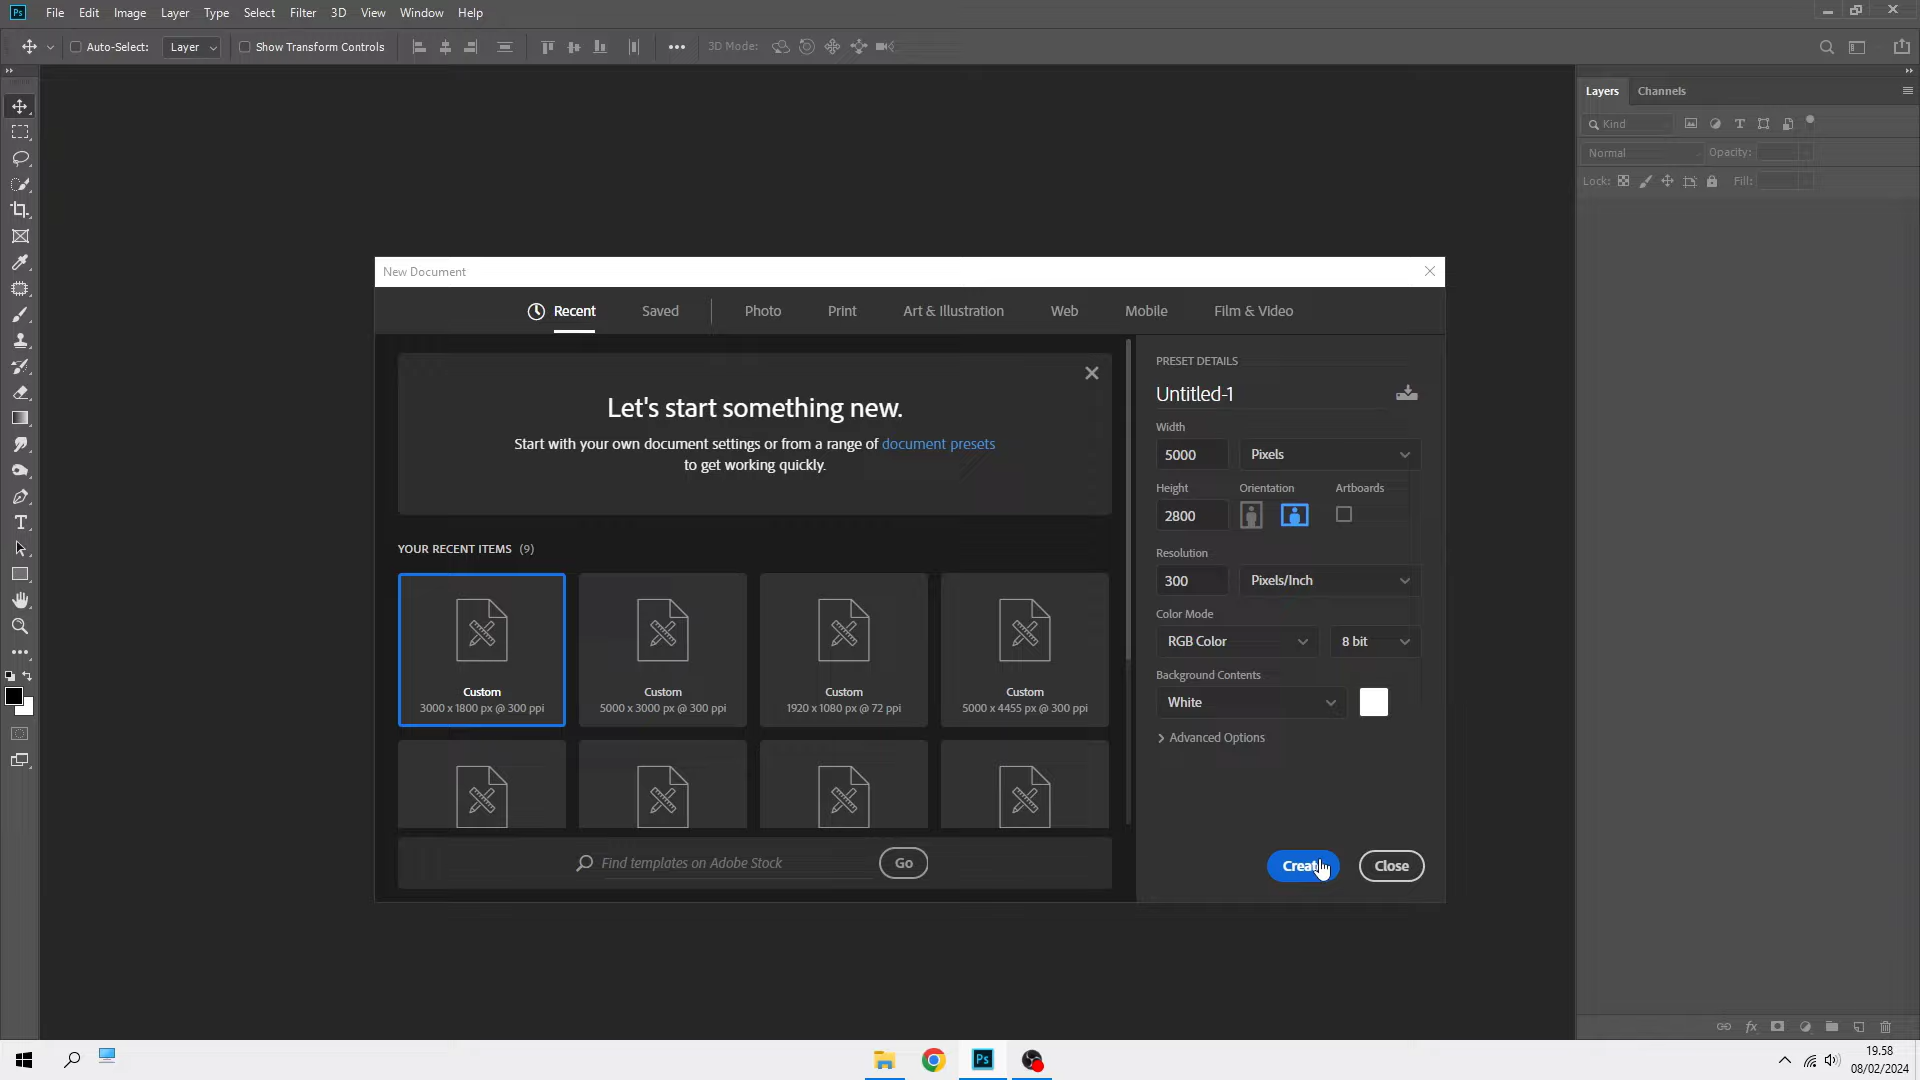 Ps File Edit Image Layer Type Select Filter 3D View Window Help
Auto-Select: Layer Show Transform Controls 3D Mode:
Layers Channels
Kind
Normal Opacity:
Lock: Fill:
New Document
Recent Saved Photo Print Art & Illustration Web Mobile Film & Video
Let's start something new.
Start with your own document settings or from a range of document presets
to get working quickly.
YOUR RECENT ITEMS (9)
Custom
3000 x 1800 px @ 300 ppi
Custom
5000 x 3000 px @ 300 ppi
Custom
1920 x 1080 px @ 72 ppi
Custom
5000 x 4455 px @ 300 ppi
Find templates on Adobe Stock Go
PRESET DETAILS
Untitled-1
Width
5000 Pixels
Height Orientation Artboards
2800
Resolution
300 Pixels/Inch
Color Mode
RGB Color 8 bit
Background Contents
White
Advanced Options
Create Close
fx
Ps
19.58
08/02/2024